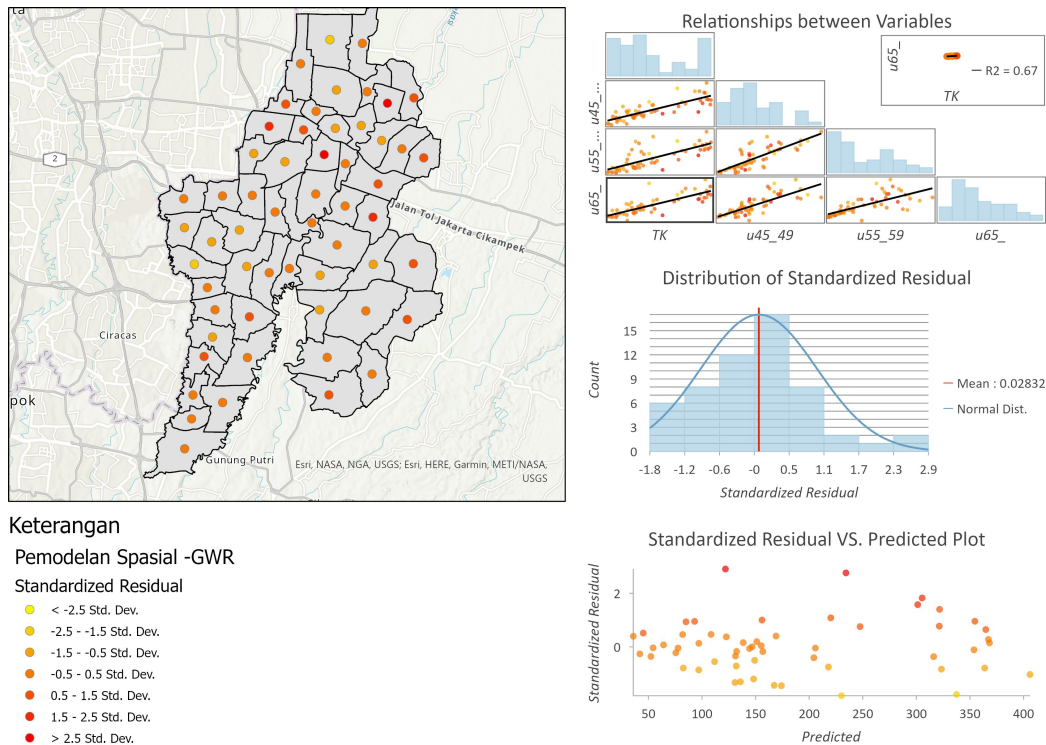 ta
kag
2
Jalan Tol Jakarta Cikampek
Ciracas
pok
Gunung Putri
Esri, NASA, NGA, USGS; Esri, HERE, Garmin, METI/NASA,
USGS
Keterangan
Pemodelan Spasial -GWR
Standardized Residual
< -2.5 Std. Dev.
-2.5 - -1.5 Std. Dev.
-1.5 - -0.5 Std. Dev.
-0.5 - 0.5 Std. Dev.
0.5 - 1.5 Std. Dev.
1.5 - 2.5 Std. Dev.
> 2.5 Std. Dev.
Relationships between Variables
u65_
R2 = 0.67
TK
u45_...
u55_...
u65_
TK u45_49 u55_59 u65_
Distribution of Standardized Residual
Count
15
12
9
6
3
0
-1.8 -1.2 -0.6 -0 0.5 1.1 1.7 2.3 2.9
Standardized Residual
Mean : 0.02832
Normal Dist.
Standardized Residual VS. Predicted Plot
Standardized Residual
2
0
50 100 150 200 250 300 350 400
Predicted